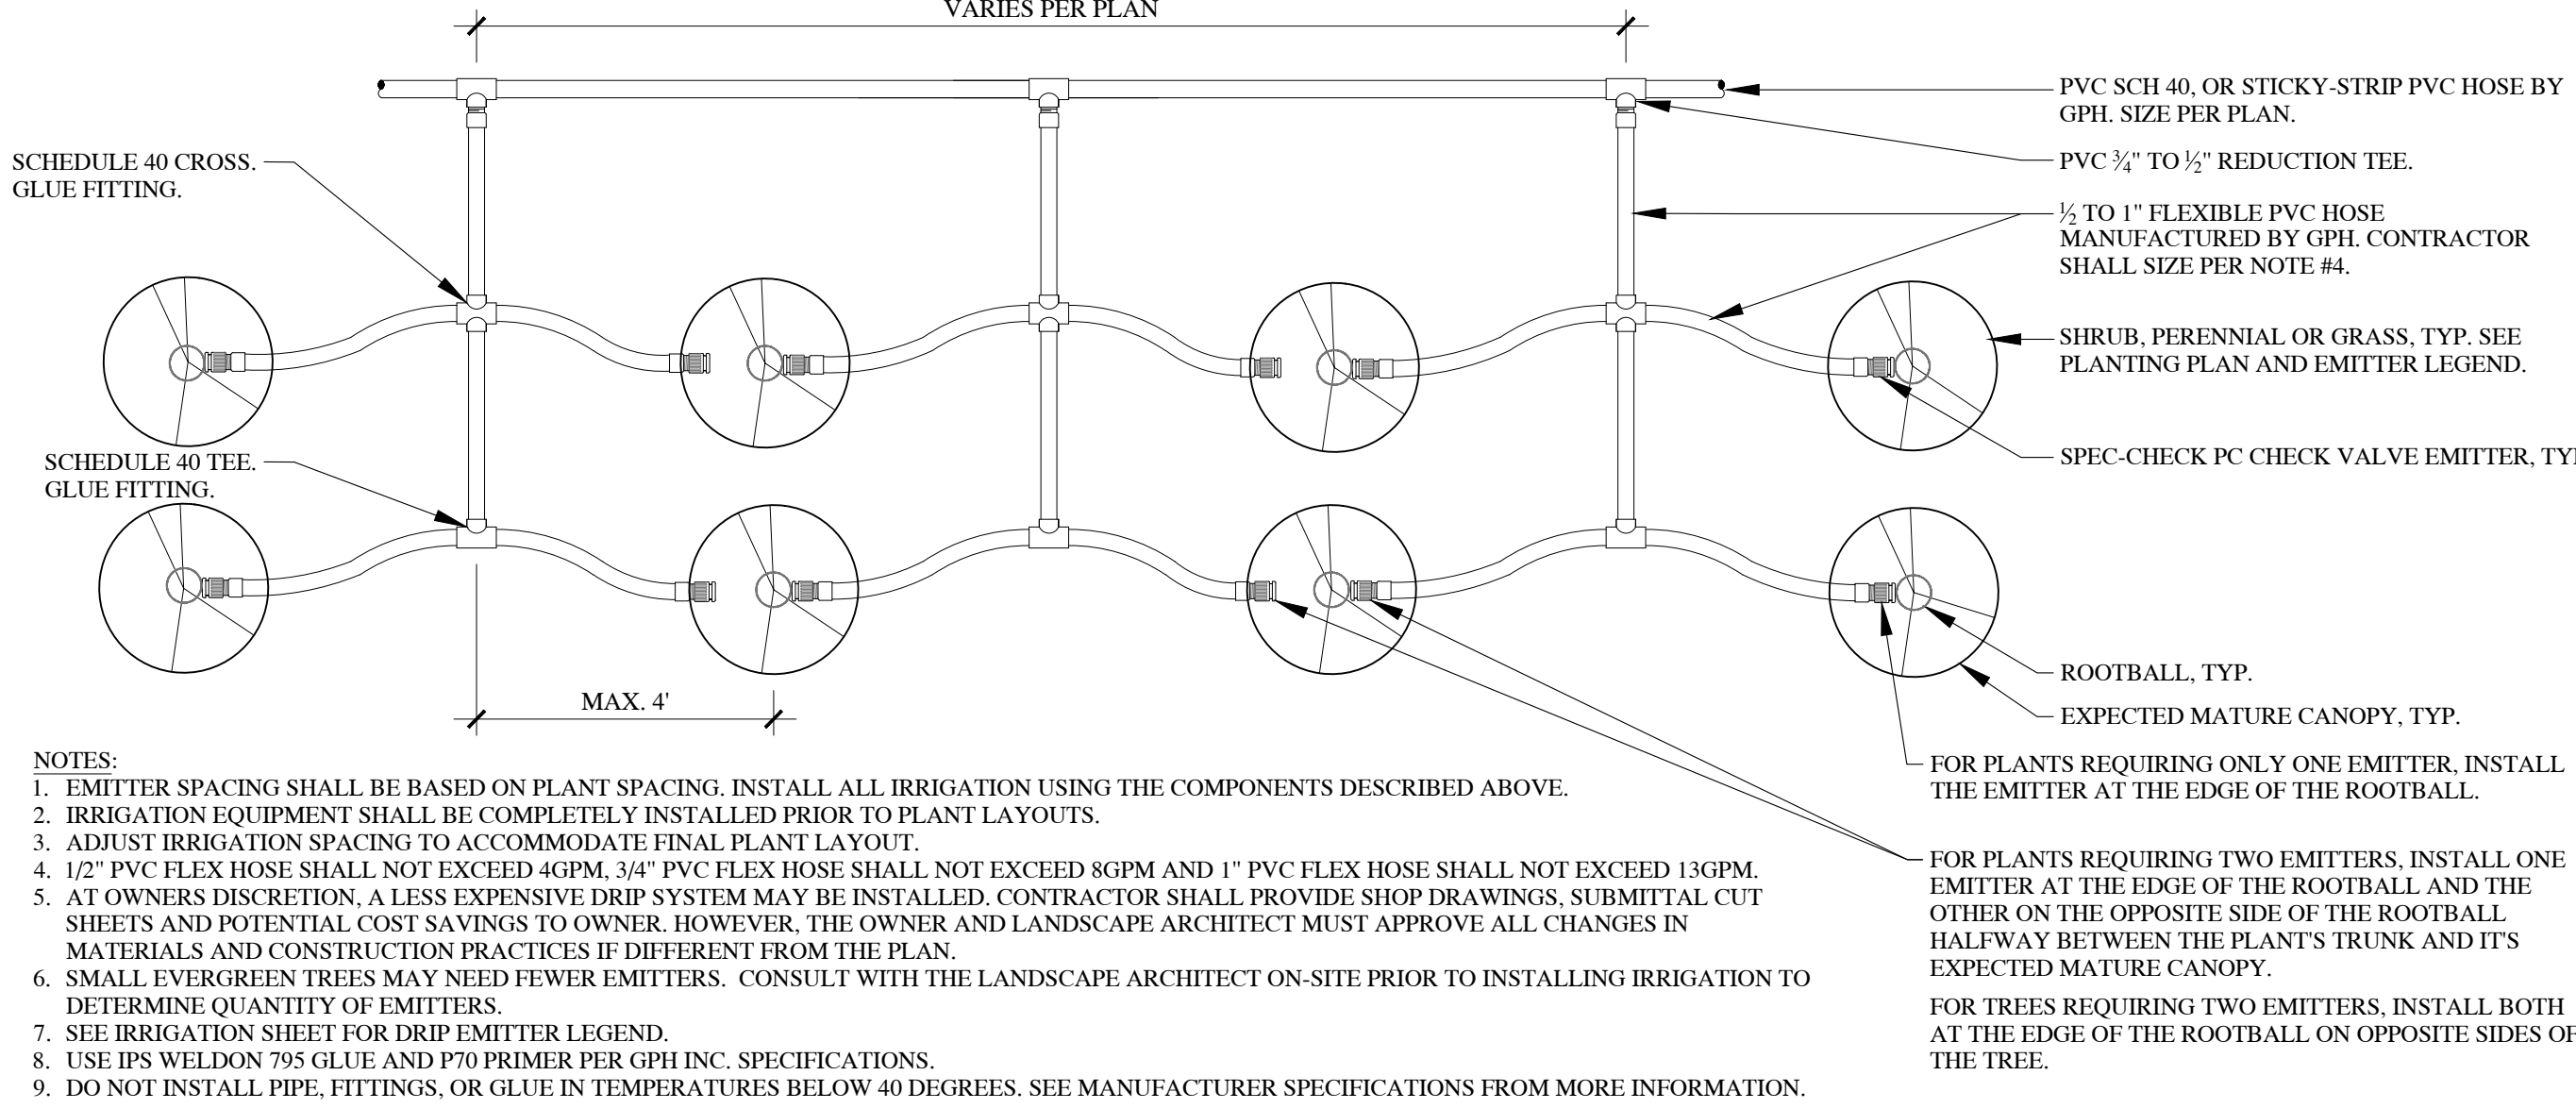 VARIES PER PLAN
PVC SCH 40, OR STICKY-STRIP PVC HOSE BY
GPH. SIZE PER PLAN.
SCHEDULE 40 CROSS.
GLUE FITTING.
PVC ¾" TO ½" REDUCTION TEE.
½ TO 1" FLEXIBLE PVC HOSE
MANUFACTURED BY GPH. CONTRACTOR
SHALL SIZE PER NOTE #4.
SHRUB, PERENNIAL OR GRASS, TYP. SEE
PLANTING PLAN AND EMITTER LEGEND.
SCHEDULE 40 TEE.
GLUE FITTING.
SPEC-CHECK PC CHECK VALVE EMITTER, TY
ROOTBALL, TYP.
MAX. 4'
EXPECTED MATURE CANOPY, TYP.
FOR PLANTS REQUIRING ONLY ONE EMITTER, INSTALL
THE EMITTER AT THE EDGE OF THE ROOTBALL.
FOR PLANTS REQUIRING TWO EMITTERS, INSTALL ONE
EMITTER AT THE EDGE OF THE ROOTBALL AND THE
OTHER ON THE OPPOSITE SIDE OF THE ROOTBALL
HALFWAY BETWEEN THE PLANT'S TRUNK AND IT'S
EXPECTED MATURE CANOPY.
FOR TREES REQUIRING TWO EMITTERS, INSTALL BOTH
AT THE EDGE OF THE ROOTBALL ON OPPOSITE SIDES OF
THE TREE.
NOTES:
1. EMITTER SPACING SHALL BE BASED ON PLANT SPACING. INSTALL ALL IRRIGATION USING THE COMPONENTS DESCRIBED ABOVE.
2. IRRIGATION EQUIPMENT SHALL BE COMPLETELY INSTALLED PRIOR TO PLANT LAYOUTS.
3. ADJUST IRRIGATION SPACING TO ACCOMMODATE FINAL PLANT LAYOUT.
4. 1/2" PVC FLEX HOSE SHALL NOT EXCEED 4GPM, 3/4" PVC FLEX HOSE SHALL NOT EXCEED 8GPM AND 1" PVC FLEX HOSE SHALL NOT EXCEED 13GPM.
5. AT OWNERS DISCRETION, A LESS EXPENSIVE DRIP SYSTEM MAY BE INSTALLED. CONTRACTOR SHALL PROVIDE SHOP DRAWINGS, SUBMITTAL CUT
SHEETS AND POTENTIAL COST SAVINGS TO OWNER. HOWEVER, THE OWNER AND LANDSCAPE ARCHITECT MUST APPROVE ALL CHANGES IN
MATERIALS AND CONSTRUCTION PRACTICES IF DIFFERENT FROM THE PLAN.
6. SMALL EVERGREEN TREES MAY NEED FEWER EMITTERS. CONSULT WITH THE LANDSCAPE ARCHITECT ON-SITE PRIOR TO INSTALLING IRRIGATION TO
DETERMINE QUANTITY OF EMITTERS.
7. SEE IRRIGATION SHEET FOR DRIP EMITTER LEGEND.
8. USE IPS WELDON 795 GLUE AND P70 PRIMER PER GPH INC. SPECIFICATIONS.
9. DO NOT INSTALL PIPE, FITTINGS, OR GLUE IN TEMPERATURES BELOW 40 DEGREES. SEE MANUFACTURER SPECIFICATIONS FROM MORE INFORMATION.